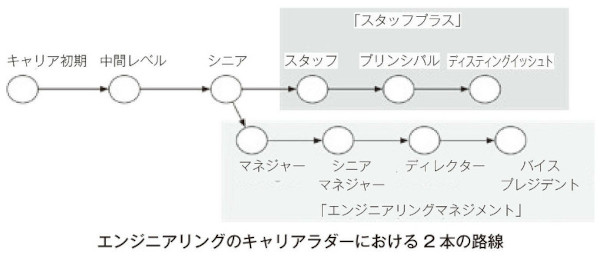 「スタッフプラス」
キャリア初期 中間レベル シニア スタッフ プリンシパル ディスティングイッシュト
マネジャー シニア ディレクター バイス
マネジャー プレジデント
「エンジニアリングマネジメント」
エンジニアリングのキャリアラダーにおける2本の路線